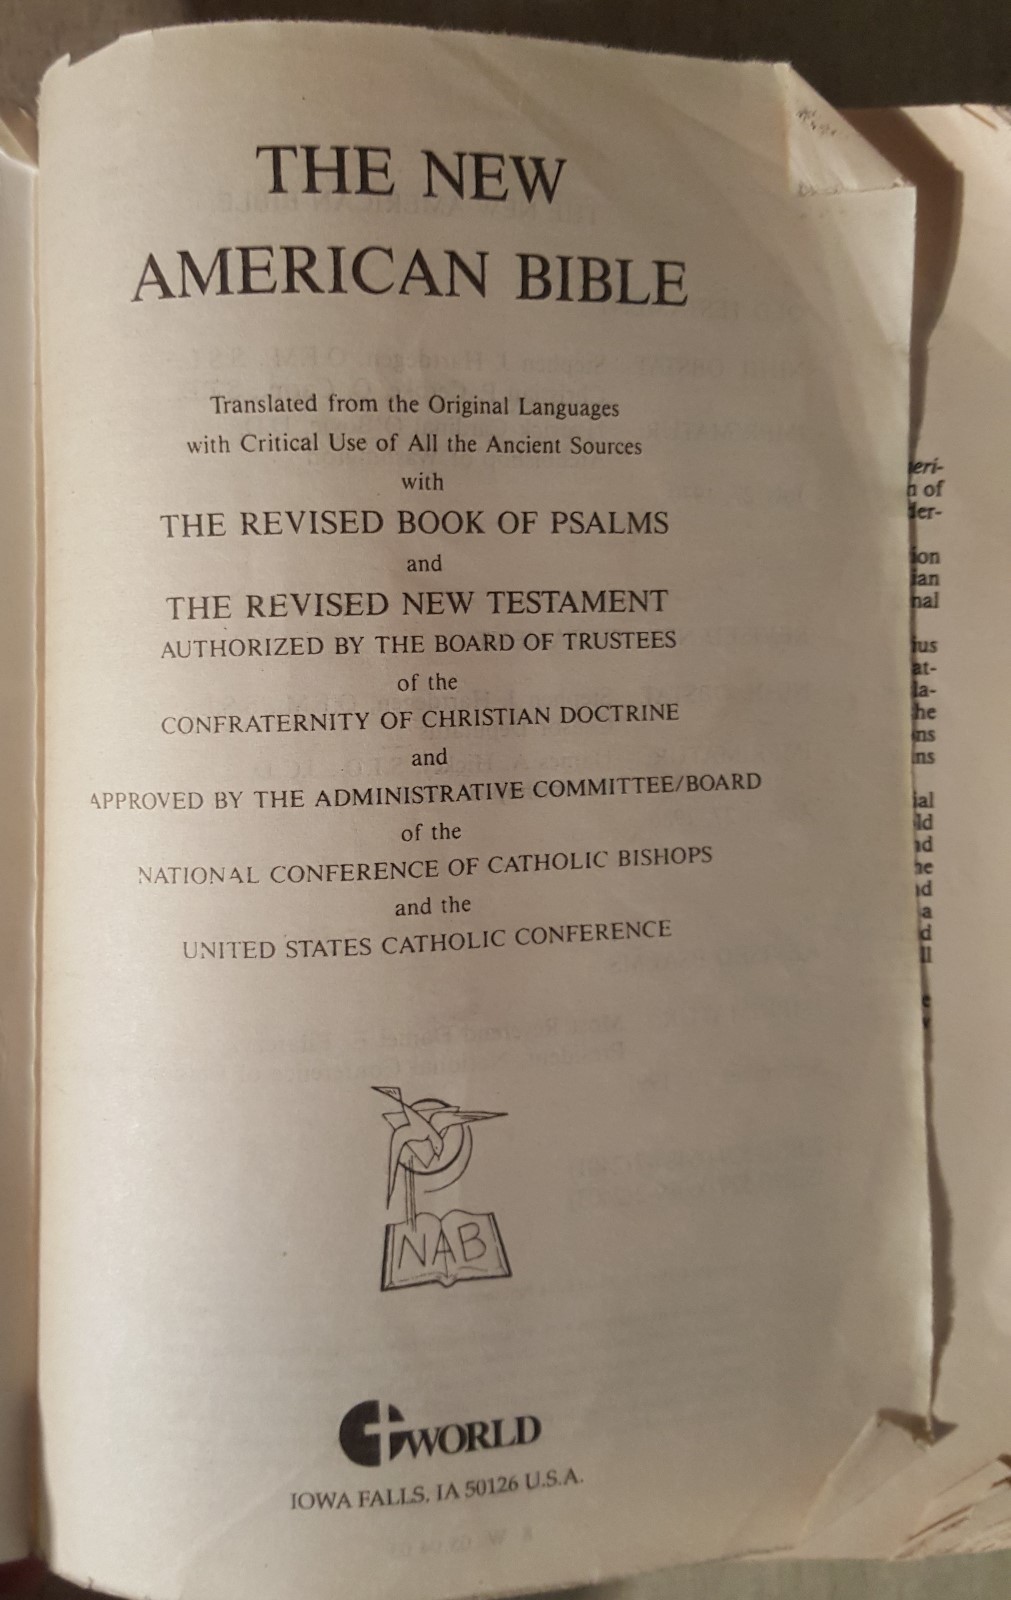 THE NEW
AMERICAN BIBLE
Translated from the Original Languages
with Critical Use of All the Ancient Sources
with
THE REVISED BOOK OF PSALMS
and
THE REVISED NEW TESTAMENT
AUTHORIZED BY THE BOARD OF TRUSTEES
of the
CONFRATERNITY OF CHRISTIAN DOCTRINE
and
APPROVED BY THE ADMINISTRATIVE COMMITTEE/BOARD
of the
NATIONAL CONFERENCE OF CATHOLIC BISHOPS
and the
UNITED STATES CATHOLIC CONFERENCE
NAB
WORLD
IOWA FALLS, IA 50126 U.S.A.